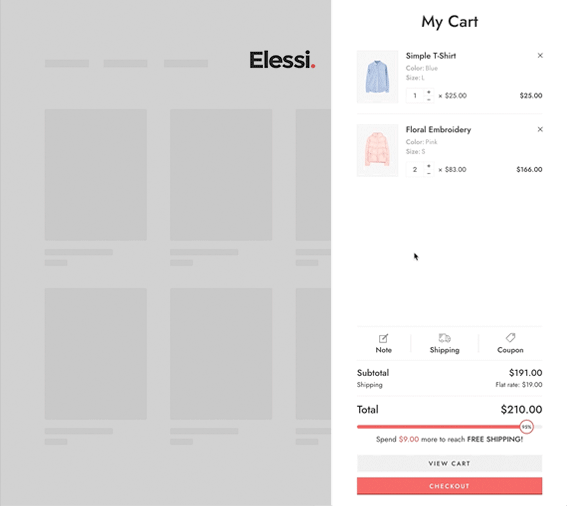 Elessi.
My Cart
Simple T-Shirt
Color: Blue
Size: L
1 × $25.00 $25.00
Floral Embroidery
Color: Pink
Size: S
2 × $83.00 $166.00
Note Shipping Coupon
Subtotal $191.00
Shipping Flat rate: $19.00
Total $210.00
95%
Spend $9.00 more to reach FREE SHIPPING!
VIEW CART
CHECKOUT